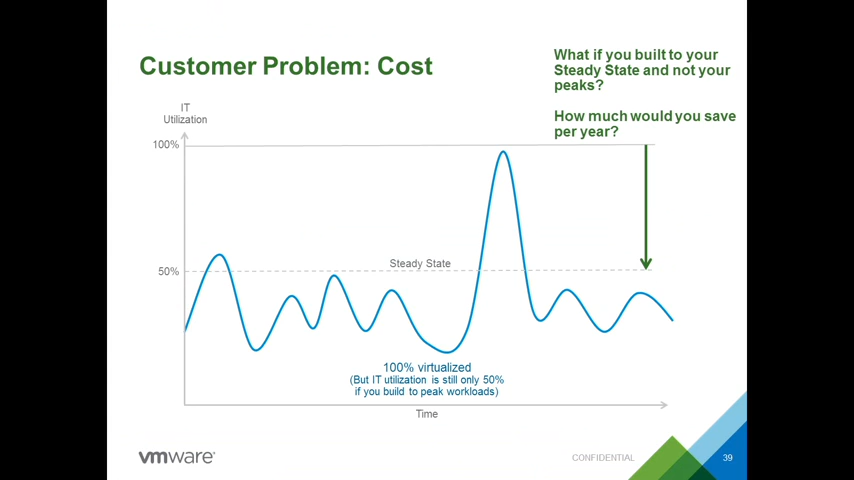 Customer Problem: Cost
What if you built to your
Steady State and not your
peaks?
How much would you save
per year?
IT
Utilization
100%
50%
Steady State
100% virtualized
(But IT utilization is still only 50%
if you build to peak workloads)
Time
vmware
CONFIDENTIAL
39